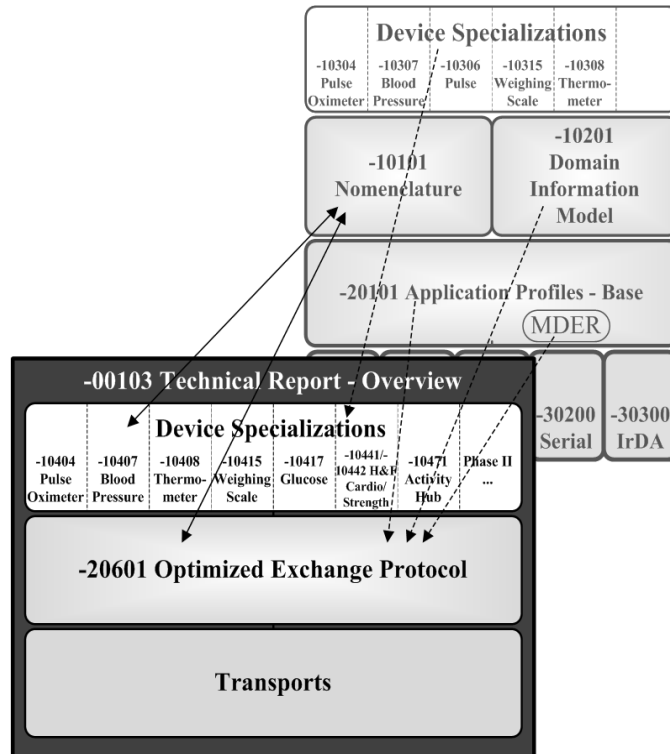 Device Specializations
-10304
Pulse
Oximeter
-10307
Blood
Pressure
-10306
Pulse
-10315
Weighing
Scale
-10308
Thermo-
meter
-10101
Nomenclature
-10201
Domain
Information
Model
-20101 Application Profiles - Base
MDER
-30200
Serial
-30300
IrDA
-00103 Technical Report - Overview
Device Specializations
-10404
Pulse
Oximeter
-10407
Blood
Pressure
-10408
Thermo-
meter
-10415
Weighing
Scale
-10417
Glucose
-10441/-
10442 H&F
Cardio/
Strength
-10471
Activity
Hub
Phase II
...
-20601 Optimized Exchange Protocol
Transports